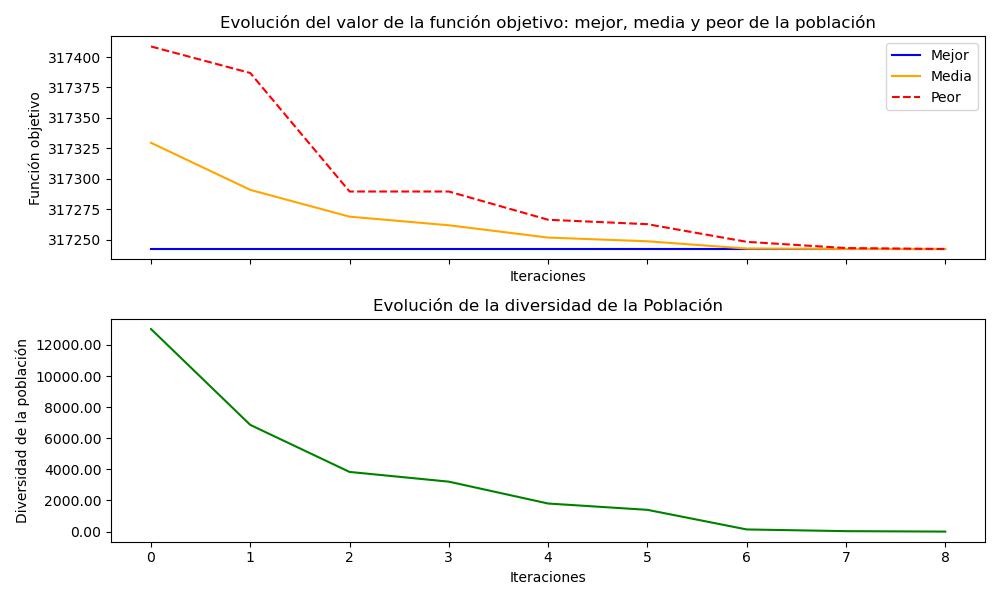 Evolución del valor de la función objetivo: mejor, media y peor de la población
317400
317375
317350
317325
317300
317275
317250
Función objetivo
Mejor
Media
Peor
Iteraciones
Evolución de la diversidad de la Población
12000.00
10000.00
8000.00
6000.00
4000.00
2000.00
0.00
Diversidad de la población
0 1 2 3 4 5 6 7 8
Iteraciones